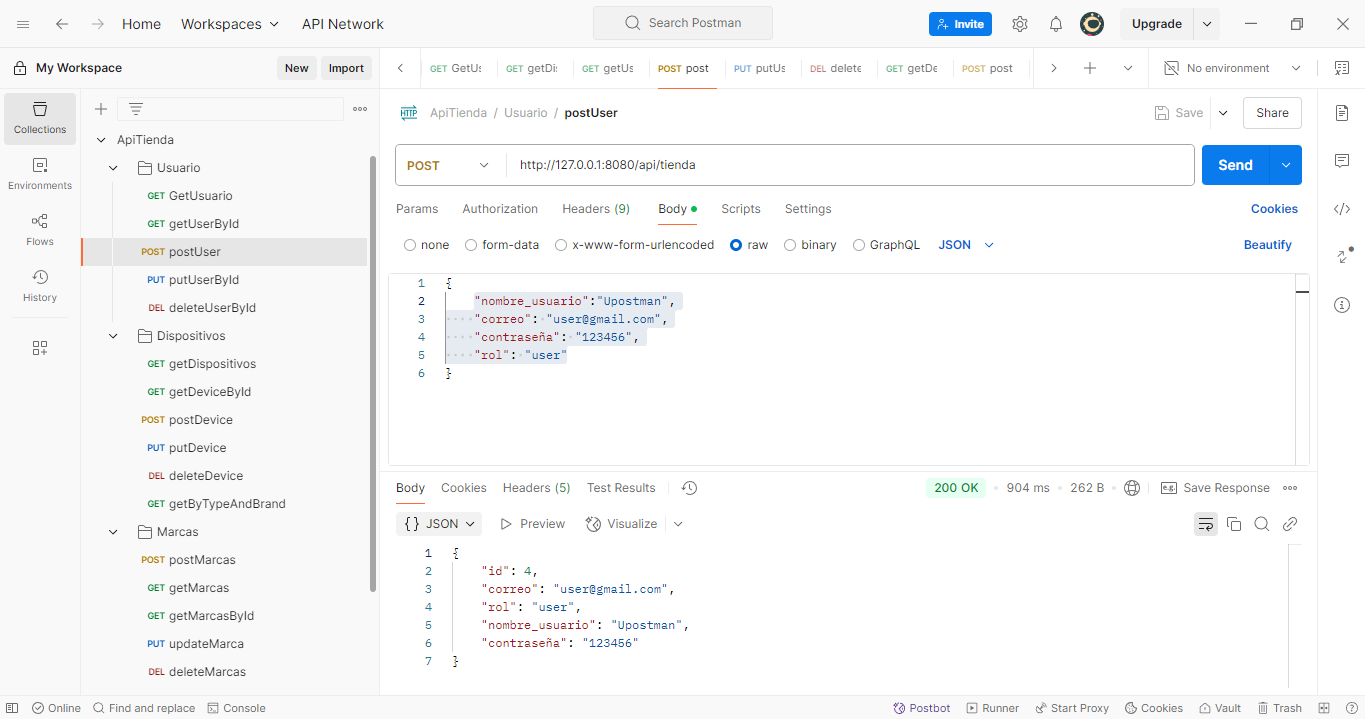 Home Workspaces API Network Search Postman Invite Upgrade
My Workspace New Import
GET GetUs GET getDi GET getUs POST post PUT putUs DEL delete GET getDe POST post No environment
Collections
Environments
Flows
History
ApiTienda
Usuario
GET GetUsuario
GET getUserById
POST postUser
PUT putUserById
DEL deleteUserById
Dispositivos
GET getDispositivos
GET getDeviceById
POST postDevice
PUT putDevice
DEL deleteDevice
GET getByTypeAndBrand
Marcas
POST postMarcas
GET getMarcas
GET getMarcasById
PUT updateMarca
DEL deleteMarcas
HTTP ApiTienda / Usuario / postUser Save Share
POST http://127.0.0.1:8080/api/tienda Send
Params Authorization Headers (9) Body Scripts Settings Cookies
none form-data x-www-form-urlencoded raw binary GraphQL JSON Beautify
1 {
2 "nombre_usuario":"Upostman",
3 "correo": "user@gmail.com",
4 "contraseña": "123456",
5 "rol": "user"
6 }
Body Cookies Headers (5) Test Results 200 OK 904 ms 262 B e.g. Save Response
{} JSON Preview Visualize
1 {
2 "id": 4,
3 "correo": "user@gmail.com",
4 "rol": "user",
5 "nombre_usuario": "Upostman",
6 "contraseña": "123456"
7 }
Online Find and replace Console Postbot Runner Start Proxy Cookies Vault Trash